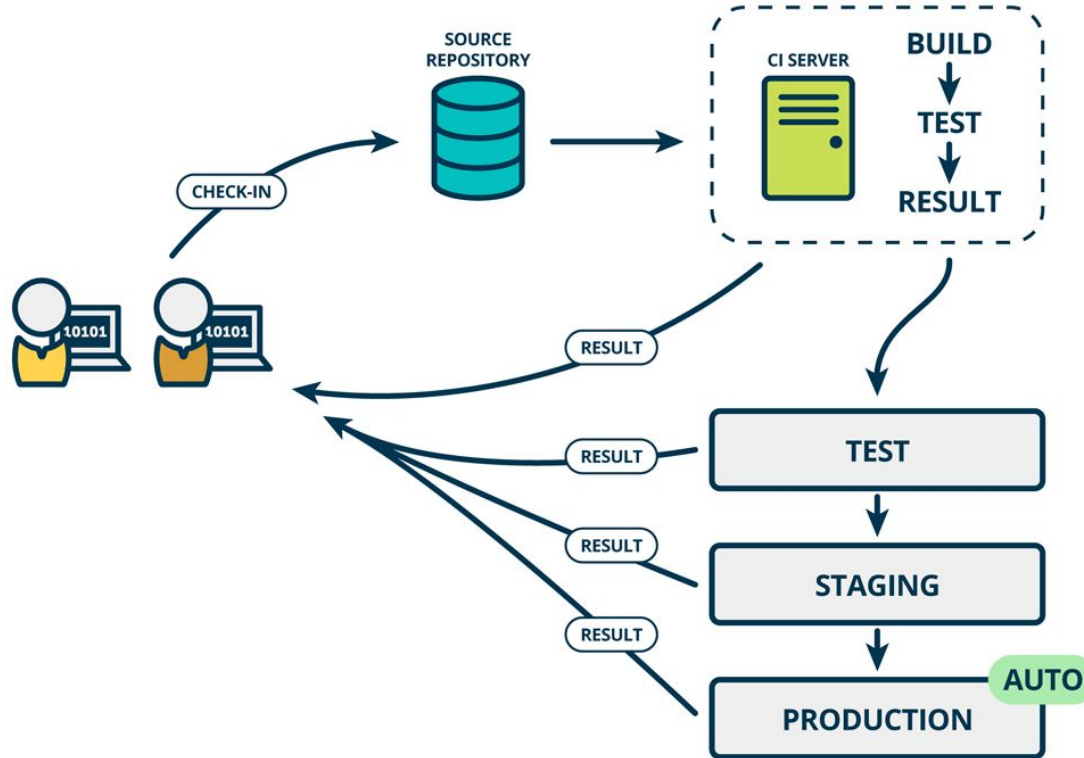 SOURCE
REPOSITORY
CI SERVER
BUILD
TEST
RESULT
CHECK-IN
10101
10101
RESULT
RESULT
TEST
RESULT
STAGING
RESULT
AUTO
PRODUCTION